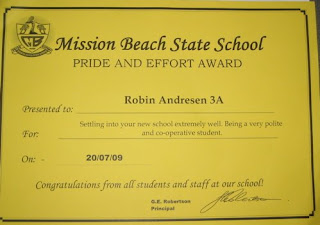 Mission Beach State School
PRIDE AND EFFORT AWARD
Presented to: Robin Andresen 3A
For: Settling into your new school extremely well. Being a very polite
and co-operative student.
On: - 20/07/09
Congratulations from all students and staff at our school!
G.E. Robertson
Principal